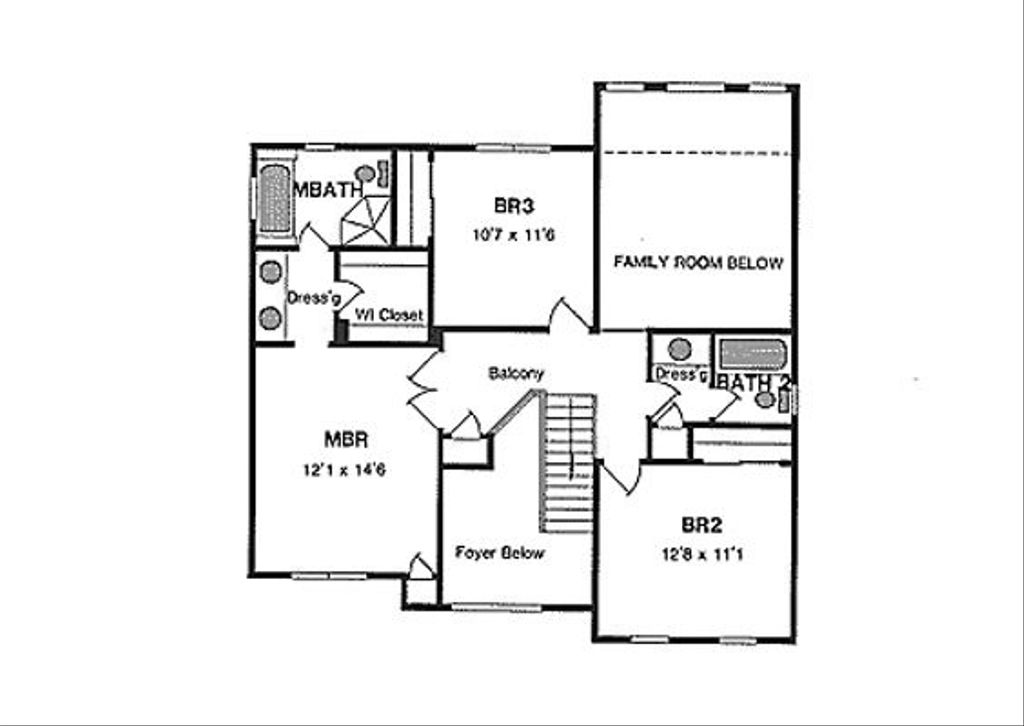 MBATH
BR3
10'7 x 11'6
FAMILY ROOM BELOW
Dress'g
WI Closet
Balcony
Dress'g
BATH 2
MBR
12'1 x 14'6
BR2
12'8 x 11'1
Foyer Below